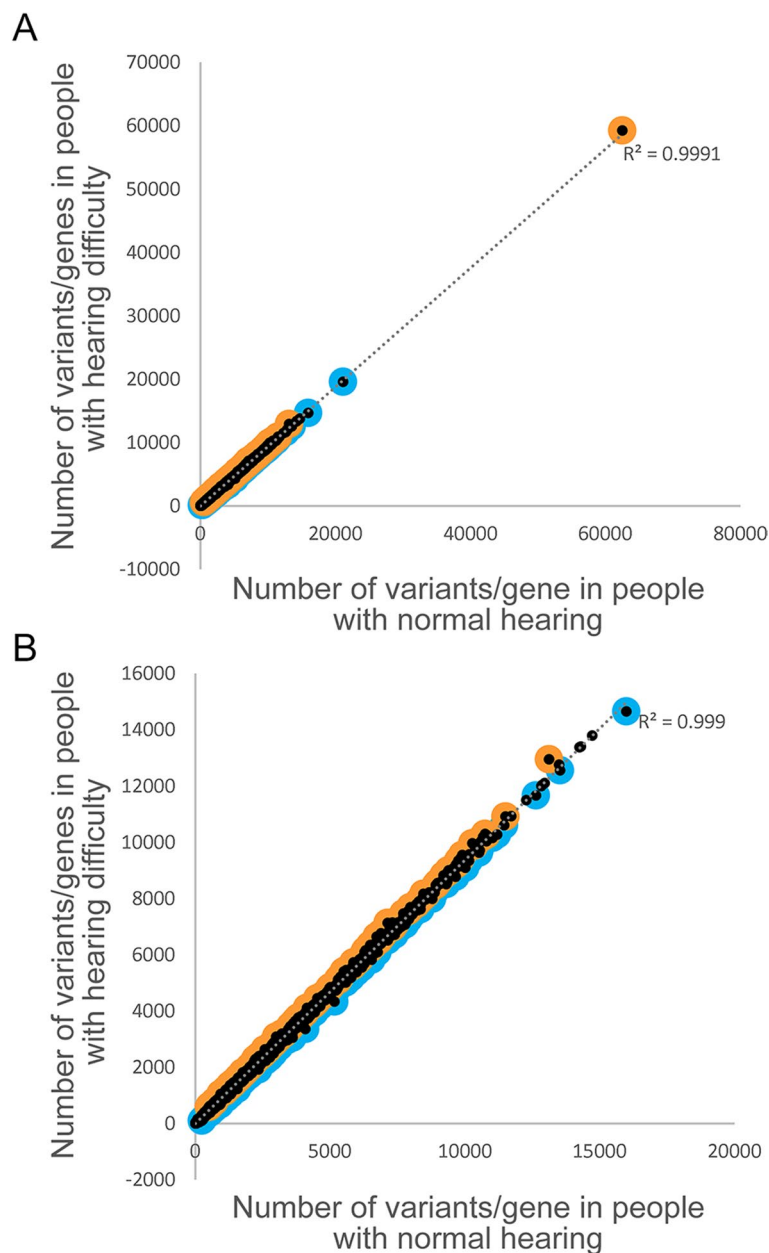 A
70000
60000
50000
40000
30000
20000
10000
0
-10000
Number of variants/genes in people
with hearing difficulty
R² = 0.9991
0
20000
40000
60000
80000
Number of variants/gene in people
with normal hearing
B
16000
14000
12000
10000
8000
6000
4000
2000
0
-2000
Number of variants/genes in people
with hearing difficulty
R² = 0.999
0
5000
10000
15000
20000
Number of variants/gene in people
with normal hearing